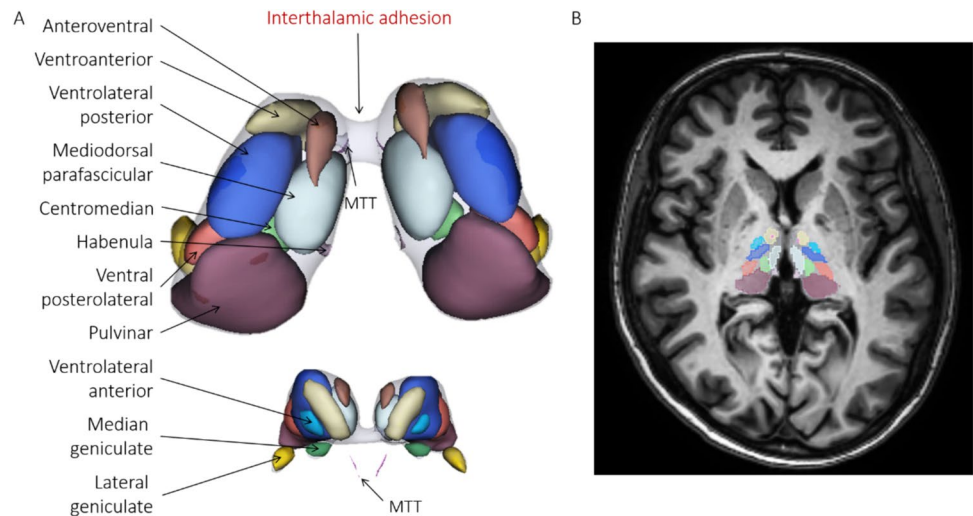 A
Anteroventral
Ventroanterior
Ventrolateral
posterior
Mediodorsal
parafascicular
Centromedian
Habenula
Ventral
posterolateral
Pulvinar
Ventrolateral
anterior
Median
geniculate
Lateral
geniculate
Interthalamic adhesion
MTT
MTT
B